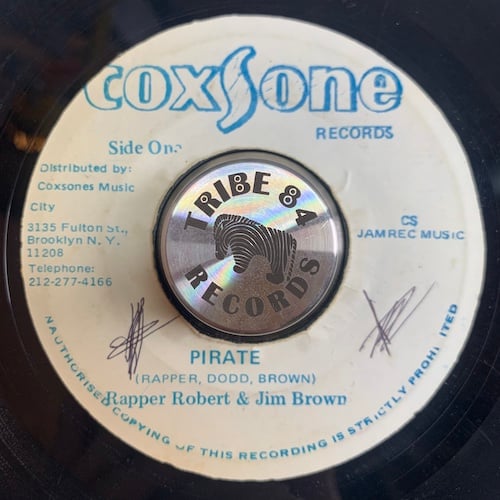 coxsone
RECORDS
Side One
Distributed by:
Coxsones Music
City
3135 Fulton St.,
Brooklyn N. Y.
11208
Telephone:
212-277-4166
CS
JAMREC MUSIC
TRIBE 84
RECORDS
PIRATE
(RAPPER, DODD, BROWN)
Rapper Robert & Jim Brown
NAUTHORISED COPYING OF THIS RECORDING IS STRICTLY PROHIBITED